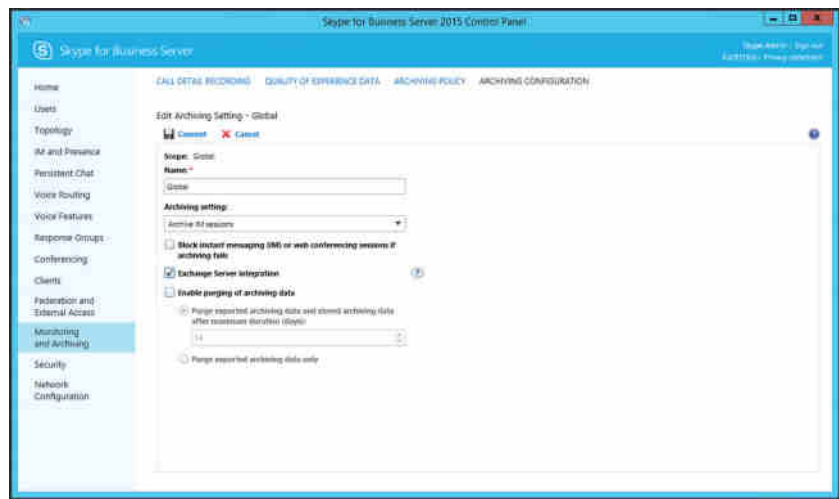 Skype for Business Server 2015 Control Panel
Skype for Business Server
Home
Users
Topology
IM and Presence
Persistent Chat
Voice Routing
Voice Features
Response Groups
Conferencing
Clients
Federation and
External Access
Monitoring
and Archiving
Security
Network
Configuration
CALL DETAIL RECORDING QUALITY OF EXPERIENCE DATA ARCHIVING POLICY ARCHIVING CONFIGURATION
Edit Archiving Setting - Global
Commit Cancel
Scope: Global
Name: *
Global
Archiving setting:
Archive IM sessions
Block instant messaging (IM) or web conferencing sessions if
archiving fails
Exchange Server integration
Enable purging of archiving data
Purge exported archiving data and stored archiving data
after maximum duration (days):
14
Purge exported archiving data only